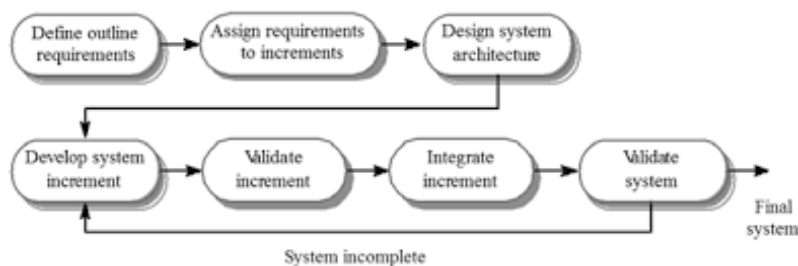 Define outline
requirements
Assign requirements
to increments
Design system
architecture
Develop system
increment
Validate
increment
Integrate
increment
Validate
system
Final
system
System incomplete